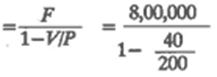 = F / 1-V/P = 8,00,000 / 1- 40/200